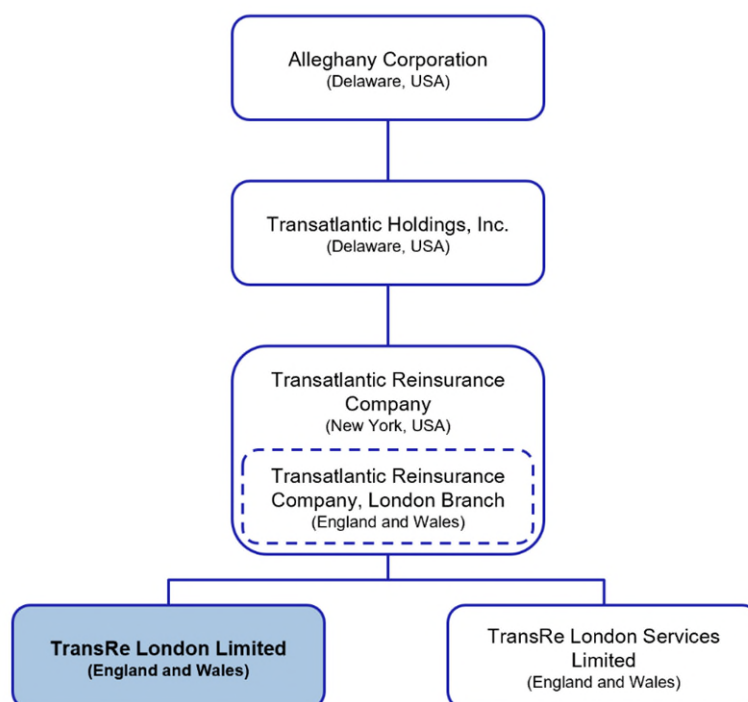 Alleghany Corporation
(Delaware, USA)
Transatlantic Holdings, Inc.
(Delaware, USA)
Transatlantic Reinsurance
Company
(New York, USA)
Transatlantic Reinsurance
Company, London Branch
(England and Wales)
TransRe London Limited
(England and Wales)
TransRe London Services
Limited
(England and Wales)